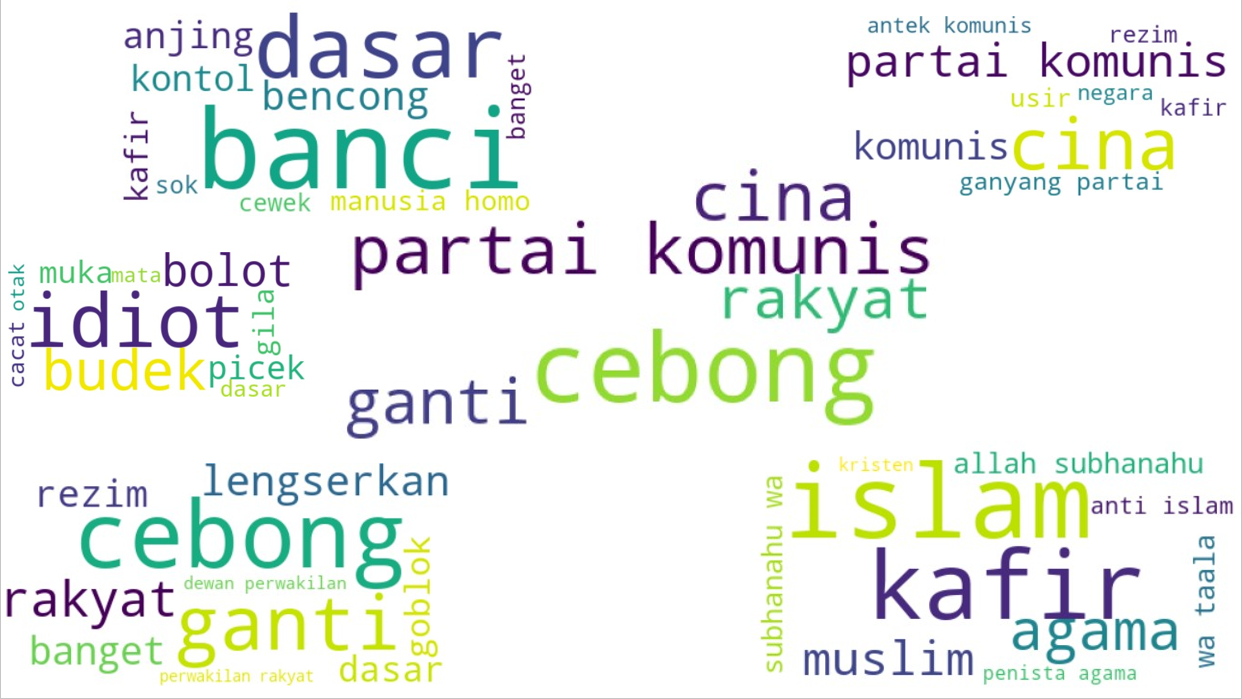 anjing
dasar
kontol
bencong
banget
kafir
banci
sok
cewek
manusia homo
antek komunis
rezim
partai komunis
usir
negara
kafir
komunis
cina
ganyang partai
cina
partai komunis
rakyat
cebong
ganti
otak
muka
mata
bolot
idiot
gila
cacat
budek
picek
dasar
rezim
lengserkan
cebong
goblok
dewan perwakilan
rakyat
ganti
banget
perwakilan rakyat
dasar
kristen
allah subhanahu
islam
anti islam
subhanahu wa
kafir
wa taala
agama
muslim
penista agama